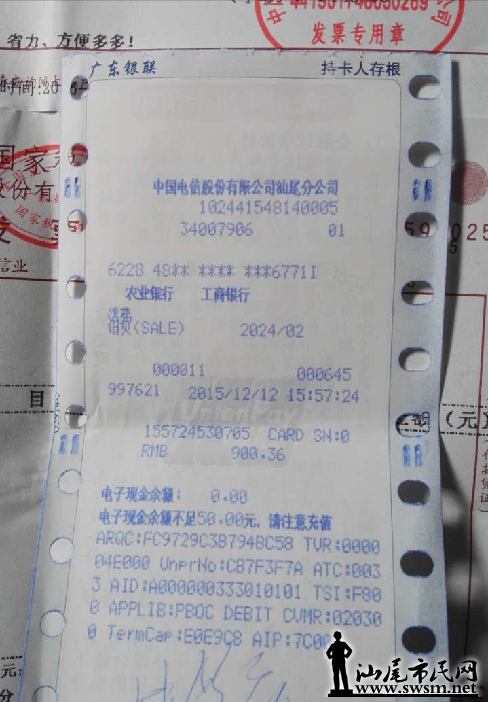 省力、方便多多！
发票专用章
广东银联 持卡人存根
中国电信股份有限公司汕尾分公司
102441548140005
34007906 01
6228 48** **** ***6771I
农业银行 工商银行
消费(SALE) 2024/02
000011 000645
997621 2015/12/12 15:57:24
UnionPay
155724530705 CARD SN:0
RMB 900.36
电子现金余额: 0.00
电子现金余额不足50.00元, 请注意充值
ARQC:FC9729C3B794BC58 TVR:0000
04E000 UnprNo:CB7F3F7A ATC:003
3 AID:A000000333010101 TSI:F80
0 APPLIB:PBOC DEBIT CVMR:02030
0 TermCap:E0E9C8 AIP:7C00
汕尾市民网
www.swsm.net